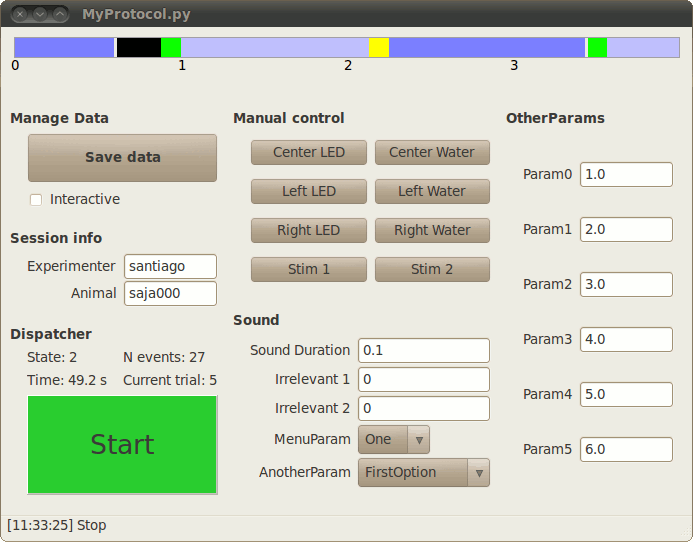 MyProtocol.py
0 1 2 3
Manage Data
Save data
Interactive
Session info
Experimenter santiago
Animal saja000
Dispatcher
State: 2 N events: 27
Time: 49.2 s Current trial: 5
Start
Manual control
Center LED Center Water
Left LED Left Water
Right LED Right Water
Stim 1 Stim 2
Sound
Sound Duration 0.1
Irrelevant 1 0
Irrelevant 2 0
MenuParam One
AnotherParam FirstOption
OtherParams
Param0 1.0
Param1 2.0
Param2 3.0
Param3 4.0
Param4 5.0
Param5 6.0
[11:33:25] Stop